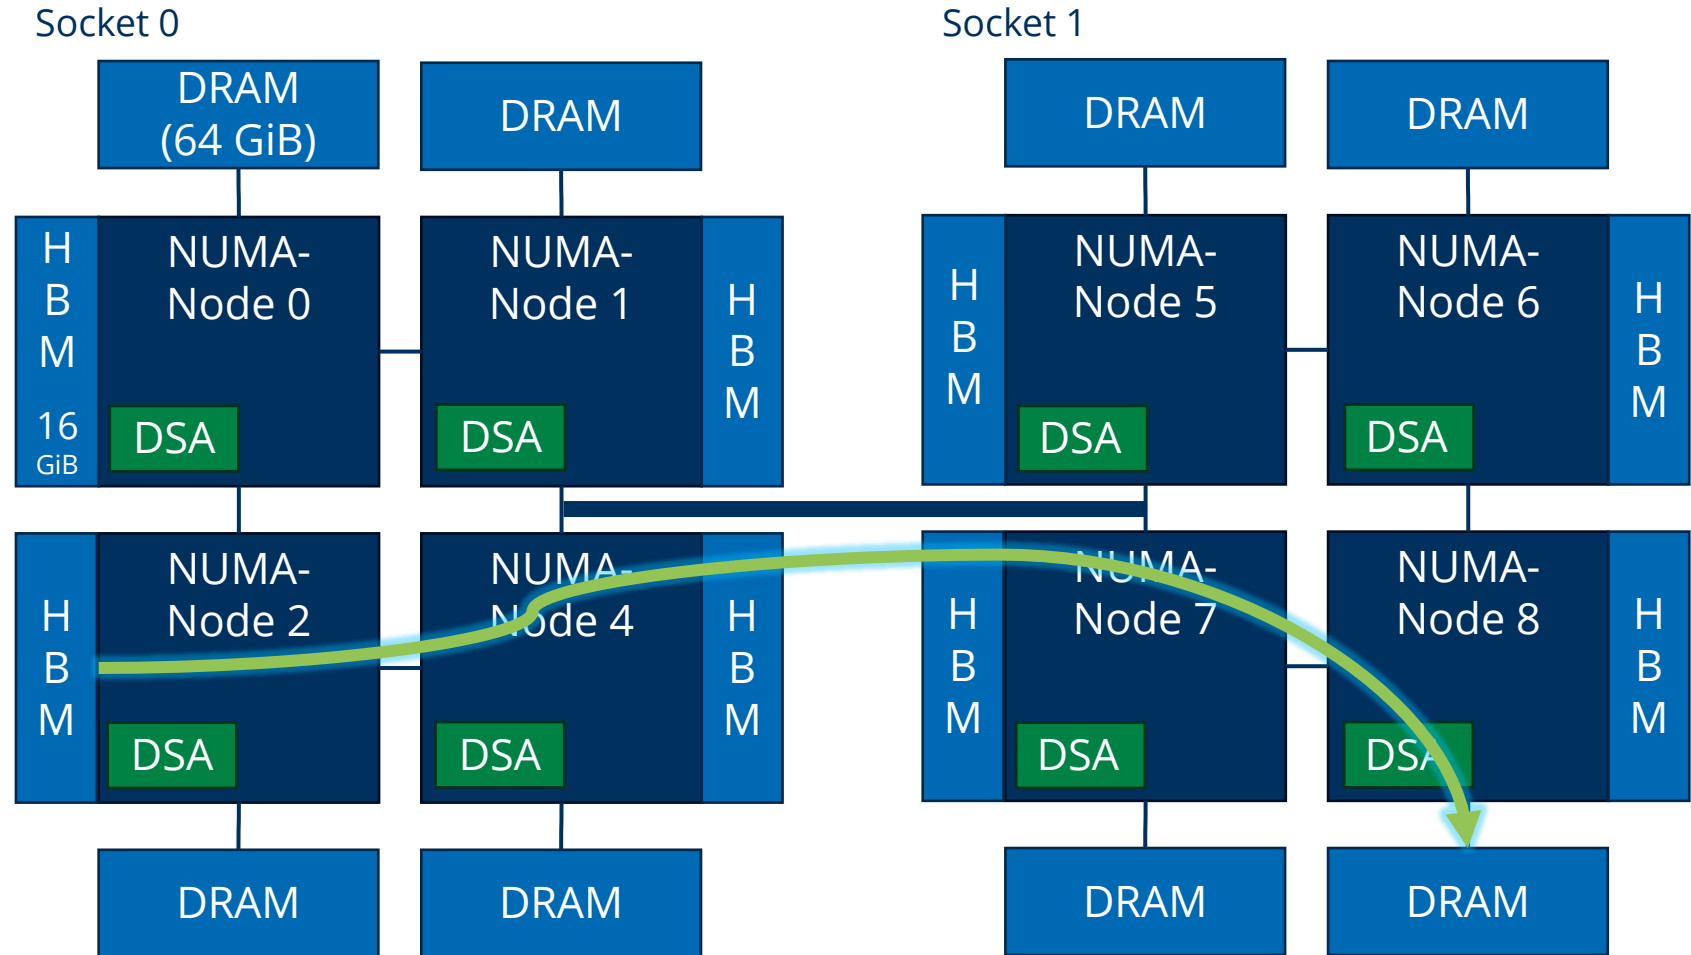 Socket 0
Socket 1
DRAM
(64 GiB)
DRAM
DRAM
DRAM
H
B
M
16
GiB
NUMA-
Node 0
DSA
NUMA-
Node 1
DSA
H
B
M
H
B
M
NUMA-
Node 5
DSA
NUMA-
Node 6
DSA
H
B
M
H
B
M
NUMA-
Node 2
DSA
NUMA-
Node 4
DSA
H
B
M
H
B
M
NUMA-
Node 7
DSA
NUMA-
Node 8
DSA
H
B
M
DRAM
DRAM
DRAM
DRAM